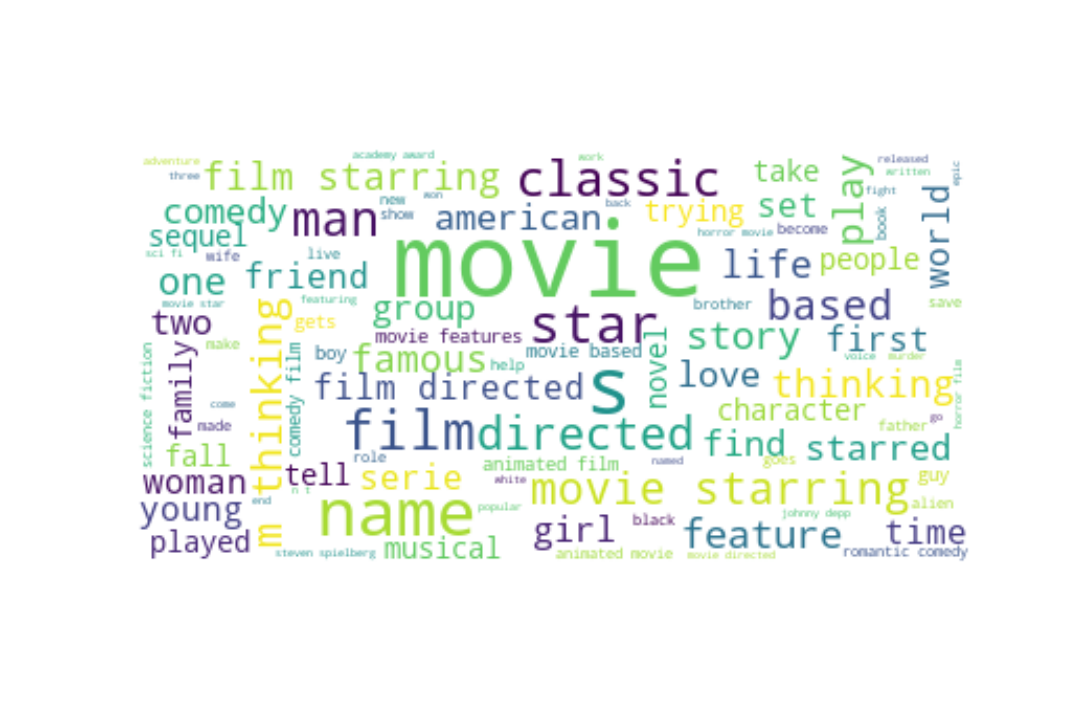 adventure
academy award
work
released
three
film starring
classic
take
play
written
epic
won
comedy
man
new
show
american
back
trying
set
fight
book
world
sequel
horror movie
become
sci fi
wife
live
movie
life
people
one
friend
movie star
featuring
group
brother
based
save
two
gets
star
make
movie features
story
first
boy
famous
help
movie based
novel
voice
murder
science fiction
family
m thinking
comedy film
film directed
s
love
thinking
horror film
come
character
made
film
directed
father
go
fall
role
find
starred
woman
tell
serie
animated film
named
goes
guy
n t
white
movie starring
young
end
name
popular
alien
played
girl
black
johnny depp
feature
time
steven spielberg
musical
animated movie
movie directed
romantic comedy